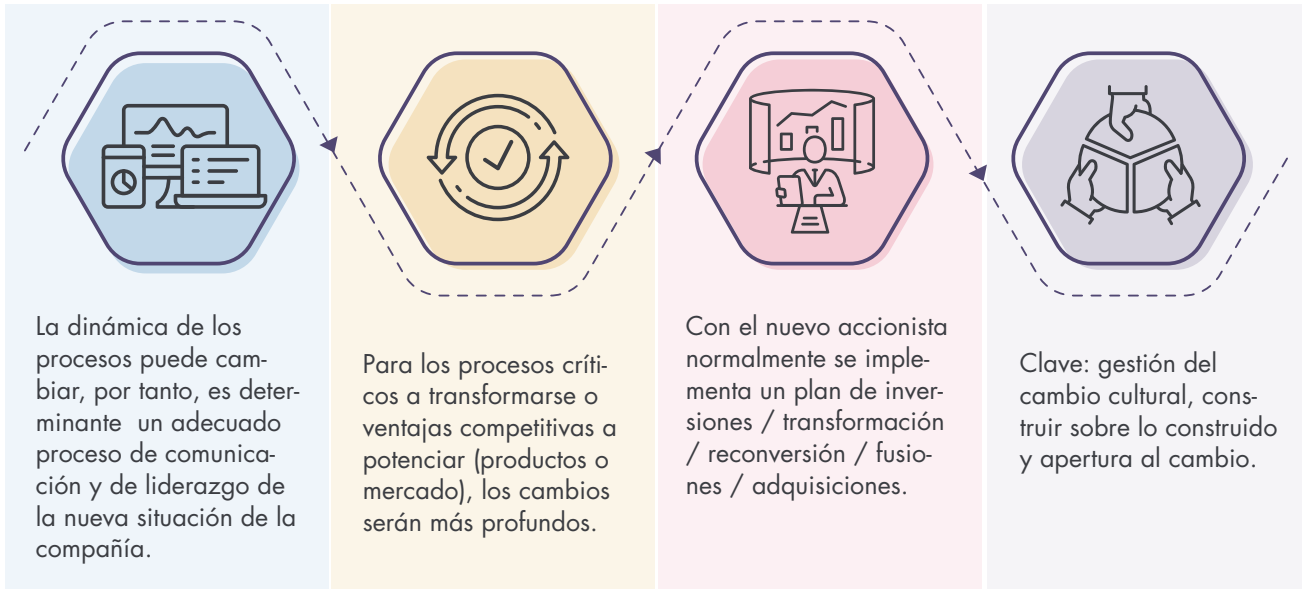 La dinámica de los
procesos puede cam-
biar, por tanto, es deter-
minante  un adecuado
proceso de comunica-
ción y de liderazgo de
la nueva situación de la
compañía.
Para los procesos críti-
cos a transformarse o
ventajas competitivas a
potenciar (productos o
mercado), los cambios
serán más profundos.
Con el nuevo accionista
normalmente se imple-
menta un plan de inver-
siones / transformación
/ reconversión / fusio-
nes / adquisiciones.
Clave: gestión del
cambio cultural, cons-
truir sobre lo construido
y apertura al cambio.